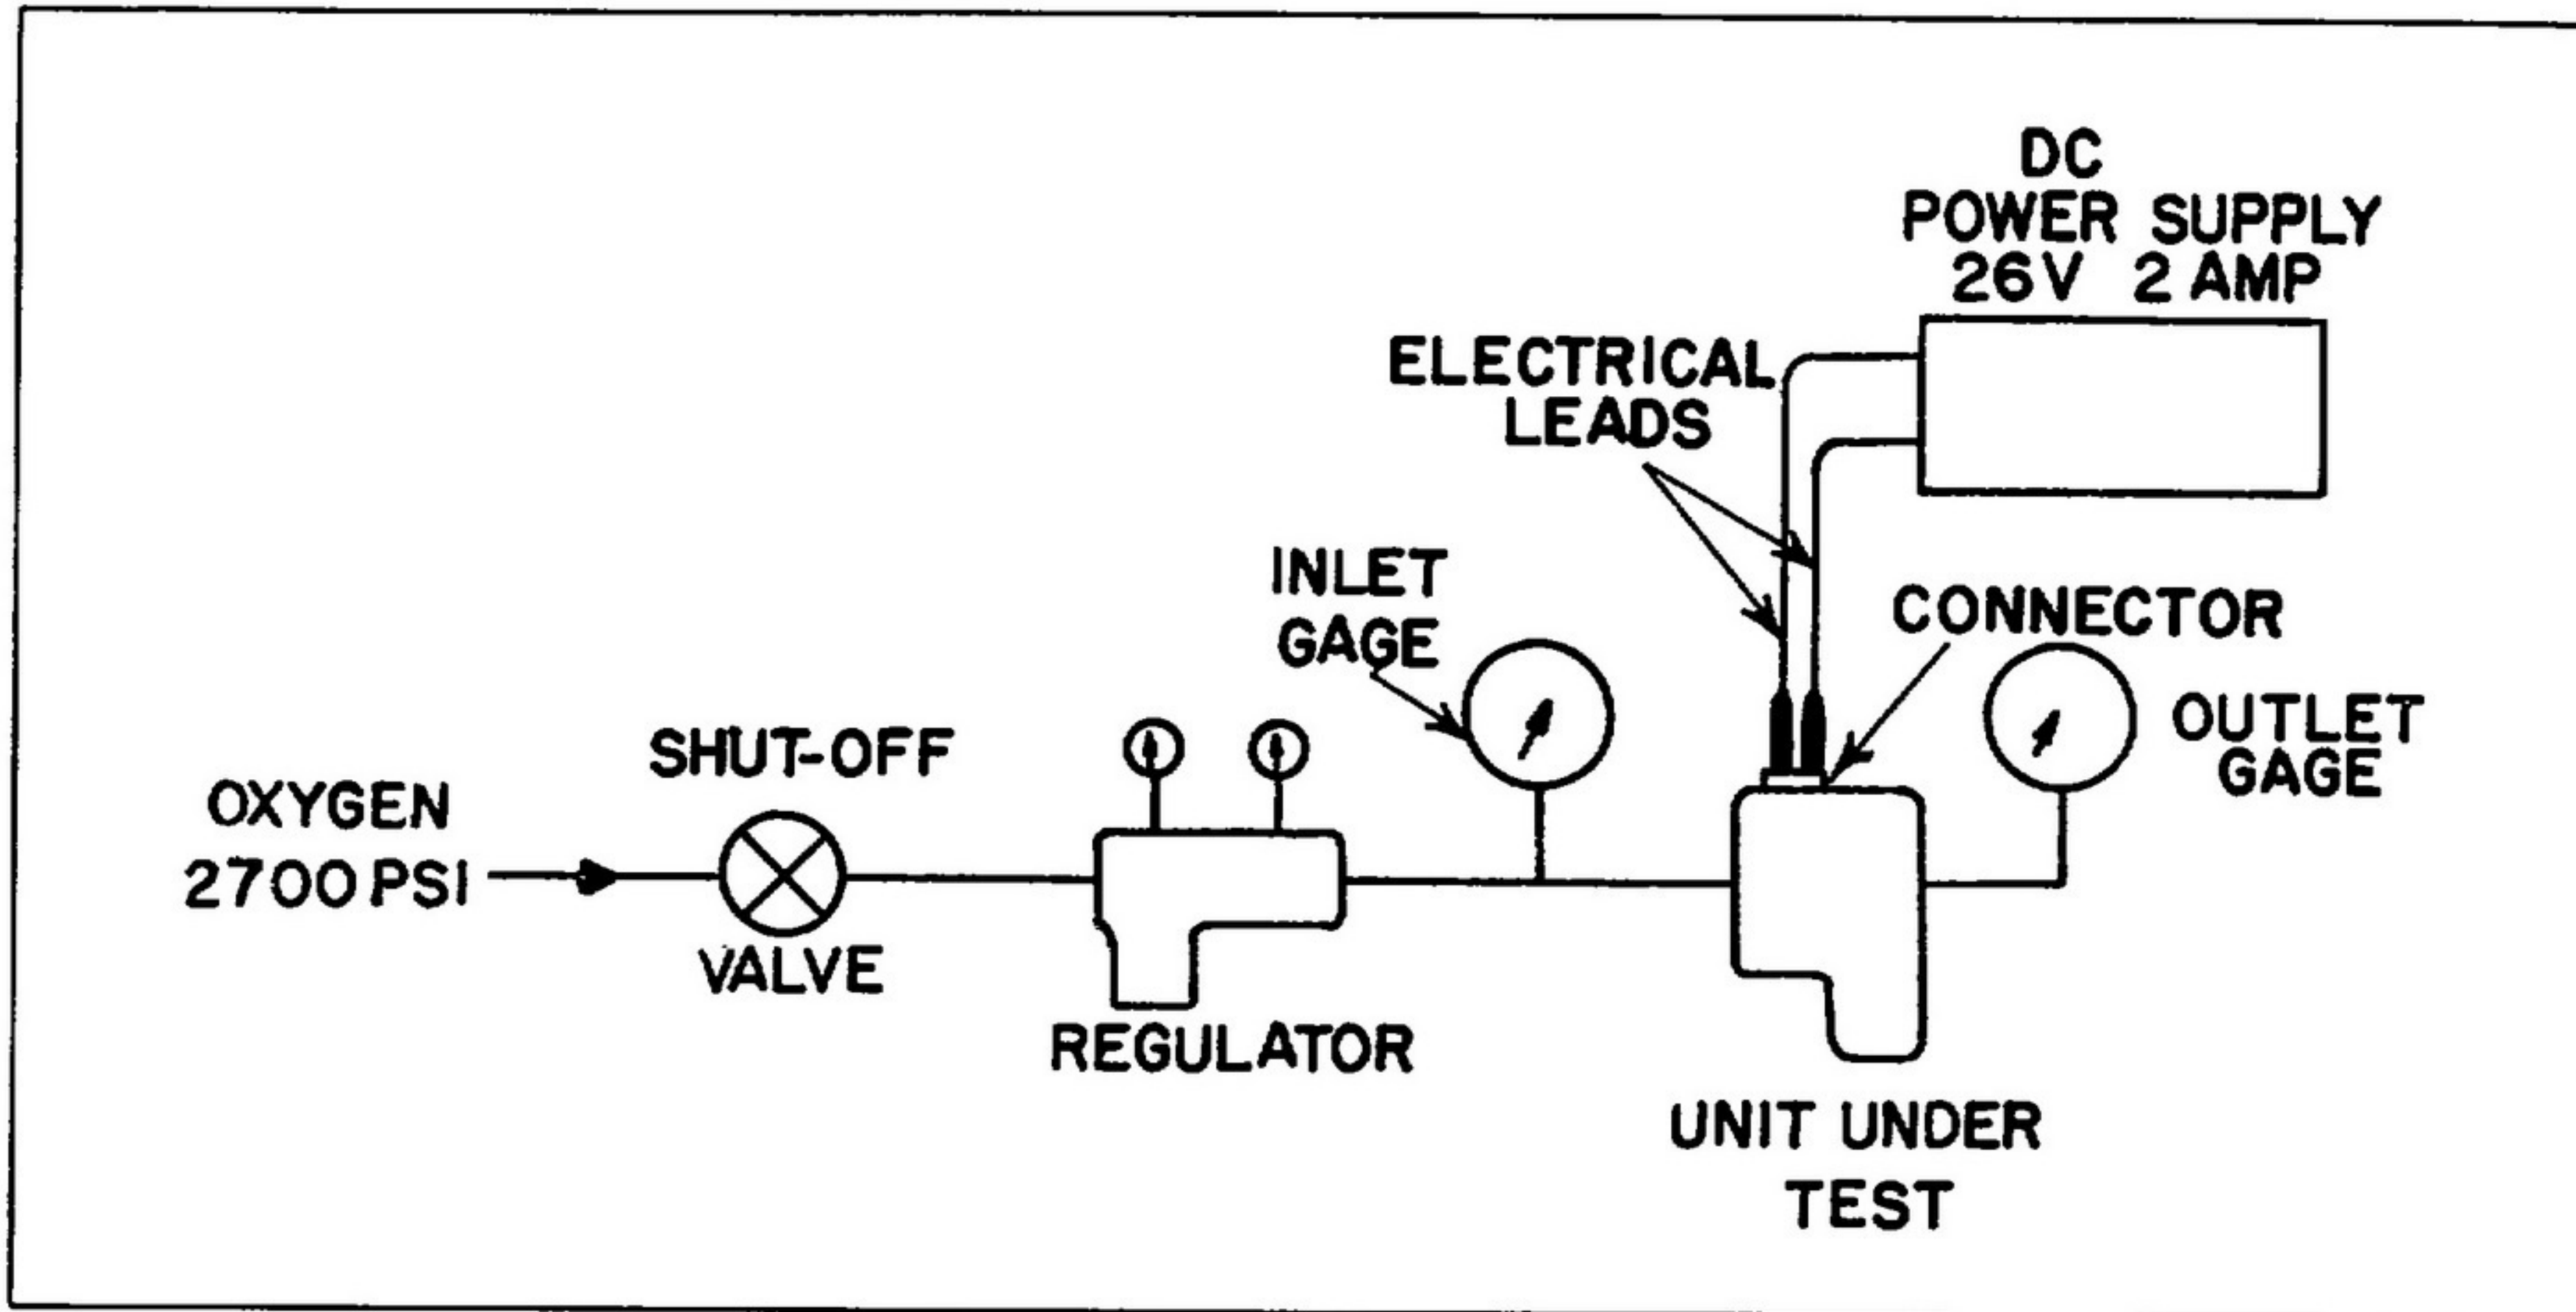 DC
POWER SUPPLY
26V 2 AMP
ELECTRICAL
LEADS
INLET
GAGE
CONNECTOR
OUTLET
GAGE
SHUT-OFF
VALVE
OXYGEN
2700 PSI
REGULATOR
UNIT UNDER
TEST